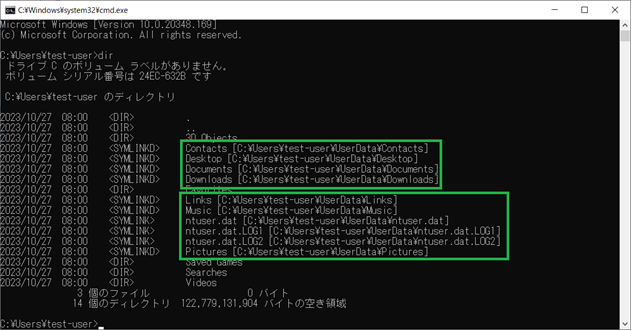 C:¥Windows¥system32¥cmd.exe
Microsoft Windows [Version 10.0.20348.169]
(c) Microsoft Corporation. All rights reserved.
C:¥Users¥test-user>dir
ドライブ C のボリューム ラベルがありません。
ボリューム シリアル番号は 24EC-632B です
C:¥Users¥test-user のディレクトリ
2023/10/27 08:00 <DIR> .
2023/10/27 08:00 <DIR> ..
2023/10/27 08:00 <DIR> 3D Objects
2023/10/27 08:00 <SYMLINKD> Contacts [C:¥Users¥test-user¥UserData¥Contacts]
2023/10/27 08:00 <SYMLINKD> Desktop [C:¥Users¥test-user¥UserData¥Desktop]
2023/10/27 08:00 <SYMLINKD> Documents [C:¥Users¥test-user¥UserData¥Documents]
2023/10/27 08:00 <SYMLINKD> Downloads [C:¥Users¥test-user¥UserData¥Downloads]
2023/10/27 08:00 <DIR> Favorites
2023/10/27 08:00 <SYMLINKD> Links [C:¥Users¥test-user¥UserData¥Links]
2023/10/27 08:00 <SYMLINKD> Music [C:¥Users¥test-user¥UserData¥Music]
2023/10/27 08:00 <SYMLINK> ntuser.dat [C:¥Users¥test-user¥UserData¥ntuser.dat]
2023/10/27 08:00 <SYMLINK> ntuser.dat.LOG1 [C:¥Users¥test-user¥UserData¥ntuser.dat.LOG1]
2023/10/27 08:00 <SYMLINK> ntuser.dat.LOG2 [C:¥Users¥test-user¥UserData¥ntuser.dat.LOG2]
2023/10/27 08:00 <SYMLINKD> Pictures [C:¥Users¥test-user¥UserData¥Pictures]
2023/10/27 08:00 <DIR> Saved Games
2023/10/27 08:00 <DIR> Searches
2023/10/27 08:00 <DIR> Videos
3 個のファイル 0 バイト
14 個のディレクトリ 122,779,131,904 バイトの空き領域
C:¥Users¥test-user>